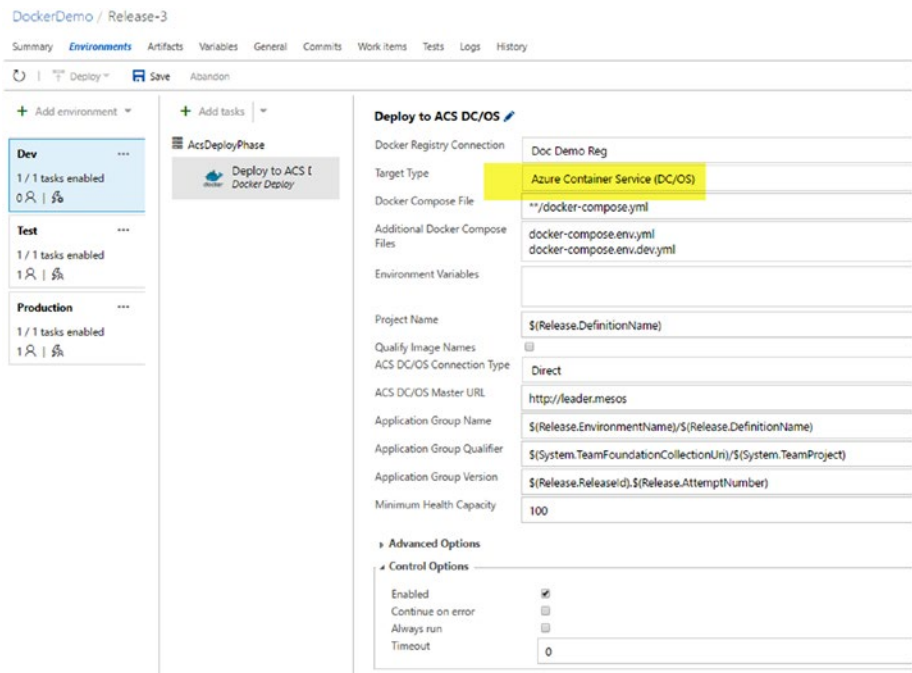 DockerDemo / Release-3
Summary Environments Artifacts Variables General Commits Work items Tests Logs History
Deploy Save Abandon
+ Add environment
+ Add tasks
Dev ...
1 / 1 tasks enabled
0
Test ...
1 / 1 tasks enabled
1
Production ...
1 / 1 tasks enabled
1
AcsDeployPhase
Deploy to ACS D
docker Docker Deploy
Deploy to ACS DC/OS
Docker Registry Connection Doc Demo Reg
Target Type Azure Container Service (DC/OS)
Docker Compose File **/docker-compose.yml
Additional Docker Compose Files docker-compose.env.yml
docker-compose.env.dev.yml
Environment Variables
Project Name $(Release.DefinitionName)
Qualify Image Names
ACS DC/OS Connection Type Direct
ACS DC/OS Master URL http://leader.mesos
Application Group Name $(Release.EnvironmentName)/$(Release.DefinitionName)
Application Group Qualifier $(System.TeamFoundationCollectionUri)/$(System.TeamProject)
Application Group Version $(Release.ReleaseId).$(Release.AttemptNumber)
Minimum Health Capacity 100
Advanced Options
Control Options
Enabled
Continue on error
Always run
Timeout 0